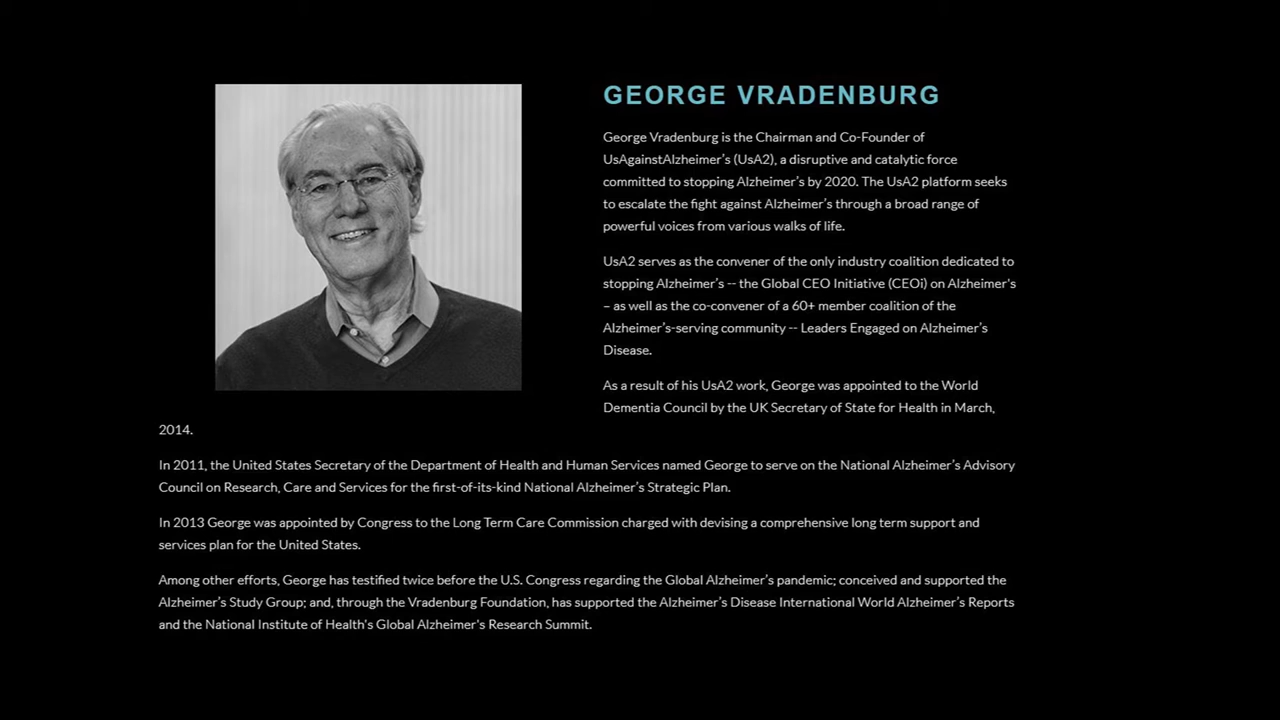 GEORGE VRADENBURG
George Vradenburg is the Chairman and Co-Founder of
UsAgainstAlzheimer’s (UsA2), a disruptive and catalytic force
committed to stopping Alzheimer’s by 2020. The UsA2 platform seeks
to escalate the fight against Alzheimer’s through a broad range of
powerful voices from various walks of life.
UsA2 serves as the convener of the only industry coalition dedicated to
stopping Alzheimer’s -- the Global CEO Initiative (CEOi) on Alzheimer's
– as well as the co-convener of a 60+ member coalition of the
Alzheimer’s-serving community -- Leaders Engaged on Alzheimer’s
Disease.
As a result of his UsA2 work, George was appointed to the World
Dementia Council by the UK Secretary of State for Health in March,
2014.
In 2011, the United States Secretary of the Department of Health and Human Services named George to serve on the National Alzheimer’s Advisory
Council on Research, Care and Services for the first-of-its-kind National Alzheimer’s Strategic Plan.
In 2013 George was appointed by Congress to the Long Term Care Commission charged with devising a comprehensive long term support and
services plan for the United States.
Among other efforts, George has testified twice before the U.S. Congress regarding the Global Alzheimer’s pandemic; conceived and supported the
Alzheimer’s Study Group; and, through the Vradenburg Foundation, has supported the Alzheimer’s Disease International World Alzheimer’s Reports
and the National Institute of Health's Global Alzheimer's Research Summit.